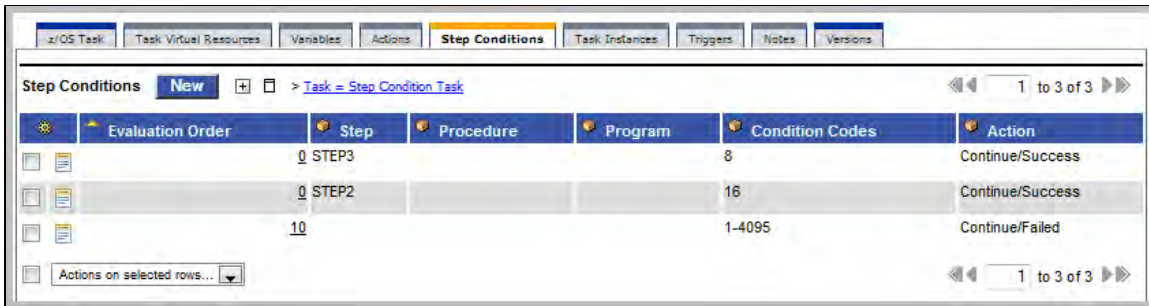 z/OS Task Task Virtual Resources Variables Actions Step Conditions Task Instances Triggers Notes Versions
Step Conditions New > Task = Step Condition Task 1 to 3 of 3
Evaluation Order Step Procedure Program Condition Codes Action
0 STEP3 8 Continue/Success
0 STEP2 16 Continue/Success
10 1-4095 Continue/Failed
Actions on selected rows... 1 to 3 of 3